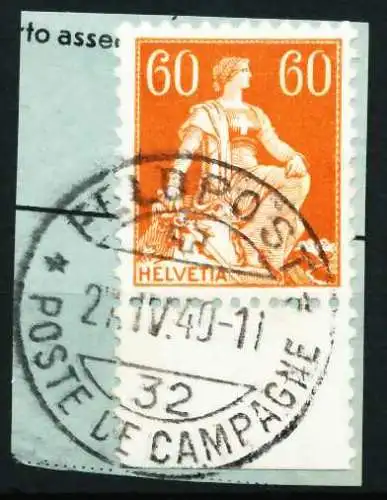 rto asse
60 60
HELVETIA
FELDPOST
27.IV.40-11
32
POSTE DE CAMPAGNE